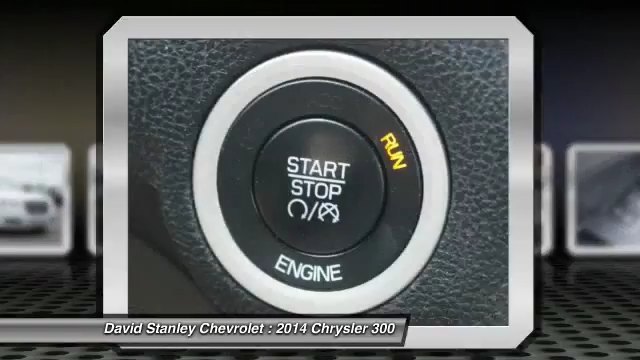 RUN
START
STOP
ENGINE
David Stanley Chevrolet : 2014 Chrysler 300